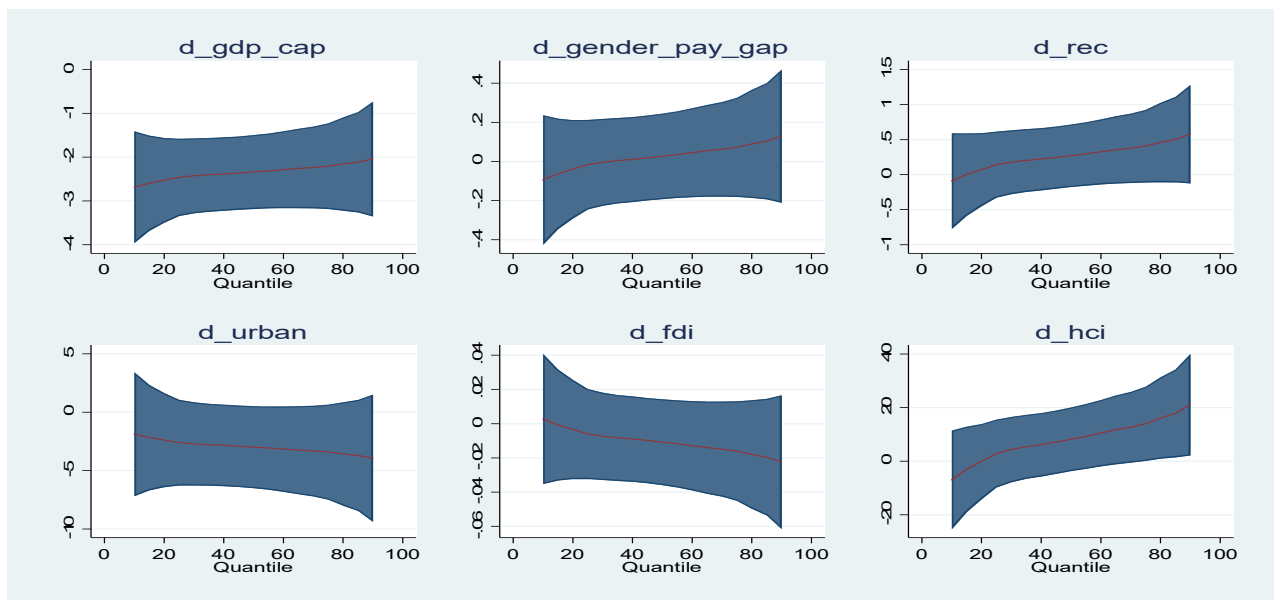 d_gdp_cap
0
-1
-2
-3
-4
0 20 40 60 80 100
Quantile
d_gender_pay_gap
.4
.2
0
-.2
-.4
0 20 40 60 80 100
Quantile
d_rec
1.5
1
.5
0
-.5
-1
0 20 40 60 80 100
Quantile
d_urban
5
0
-5
-10
0 20 40 60 80 100
Quantile
d_fdi
.04
.02
0
-.02
-.04
-.06
0 20 40 60 80 100
Quantile
d_hci
40
20
0
-20
0 20 40 60 80 100
Quantile